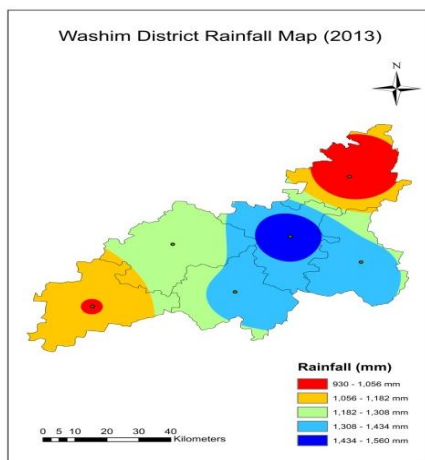 Washim District Rainfall Map (2013)
N
Rainfall (mm)
930 - 1,056 mm
1,056 - 1,182 mm
1,182 - 1,308 mm
1,308 - 1,434 mm
1,434 - 1,560 mm
0 5 10 20 30 40
Kilometers